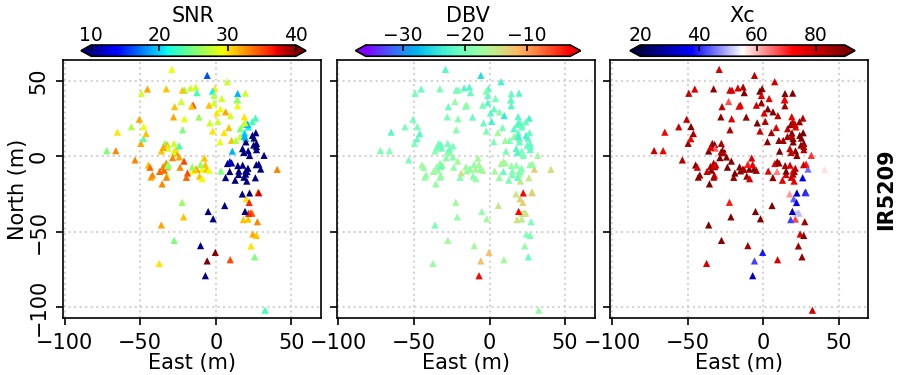 SNR DBV Xc
10 20 30 40 −30 −20 −10 20 40 60 80
50
0
−50
−100
North (m)
−100 −50 0 50 −100 −50 0 50 −100 −50 0 50
East (m) East (m) East (m)
IR5209